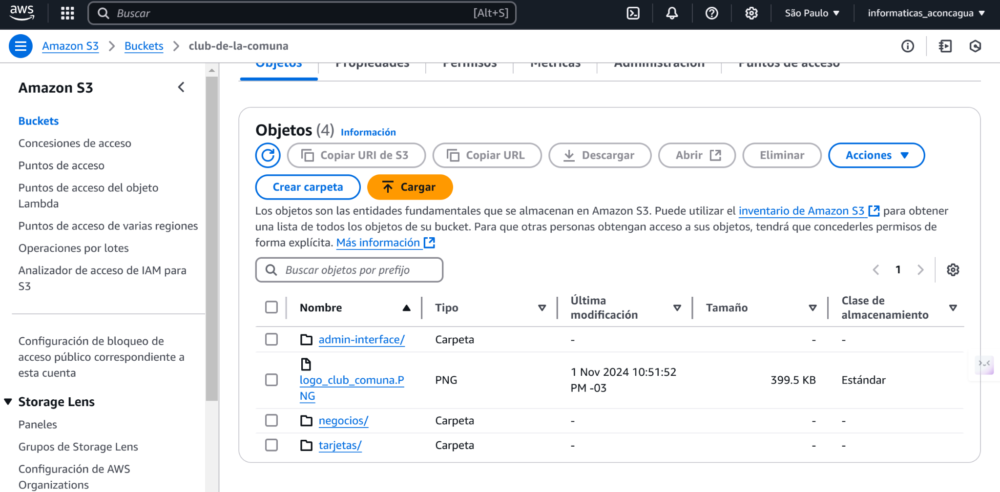 aws
Buscar
[Alt+S]
São Paulo
informaticas_aconcagua
Amazon S3
Buckets
club-de-la-comuna
Objetos
Propiedades
Permisos
Métricas
Administración
Puntos de acceso
Amazon S3
Buckets
Concesiones de acceso
Puntos de acceso
Puntos de acceso del objeto
Lambda
Puntos de acceso de varias regiones
Operaciones por lotes
Analizador de acceso de IAM para
S3
Configuración de bloqueo de
acceso público correspondiente a
esta cuenta
Storage Lens
Paneles
Grupos de Storage Lens
Configuración de AWS
Organizations
Objetos (4) Información
Copiar URI de S3
Copiar URL
Descargar
Abrir
Eliminar
Acciones
Crear carpeta
Cargar
Los objetos son las entidades fundamentales que se almacenan en Amazon S3. Puede utilizar el inventario de Amazon S3 para obtener
una lista de todos los objetos de su bucket. Para que otras personas obtengan acceso a sus objetos, tendrá que concederles permisos de
forma explícita. Más información
Buscar objetos por prefijo
1
Nombre
Tipo
Última
modificación
Tamaño
Clase de
almacenamiento
admin-interface/
Carpeta
-
-
-
logo_club_comuna.P
NG
PNG
1 Nov 2024 10:51:52
PM -03
399.5 KB
Estándar
negocios/
Carpeta
-
-
-
tarjetas/
Carpeta
-
-
-